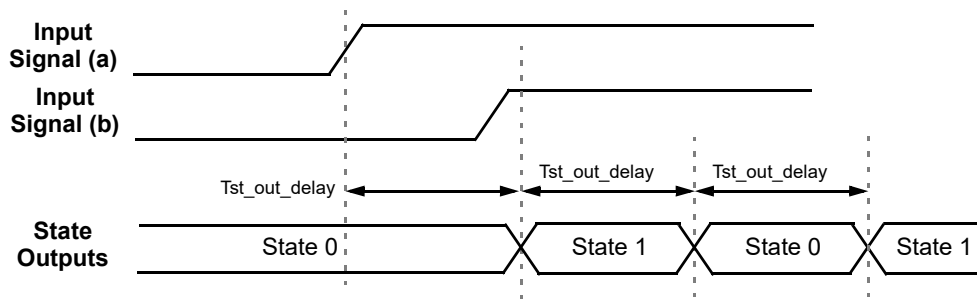 Input
Signal (a)
Input
Signal (b)
Tst_out_delay
Tst_out_delay
Tst_out_delay
State
Outputs
State 0
State 1
State 0
State 1